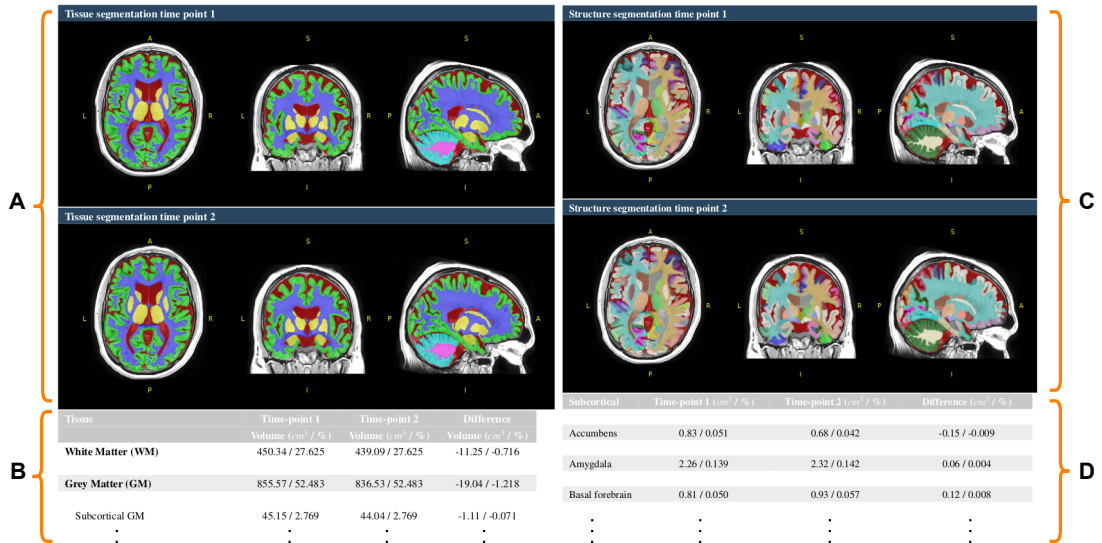 Tissue segmentation time point 1
A
S
S
L
R
L
R
P
A
P
I
I
Tissue segmentation time point 2
A
S
S
L
R
L
R
P
A
P
I
I
A
Structure segmentation time point 1
A
S
S
L
R
L
R
P
A
P
I
I
Structure segmentation time point 2
A
S
S
L
R
L
R
P
A
P
I
I
C
Tissue Time-point 1 Time-point 2 Difference
Volume (cm³ / %) Volume (cm³ / %) Volume (cm³ / %)
White Matter (WM) 450.34 / 27.625 439.09 / 27.625 -11.25 / -0.716
Grey Matter (GM) 855.57 / 52.483 836.53 / 52.483 -19.04 / -1.218
Subcortical GM 45.15 / 2.769 44.04 / 2.769 -1.11 / -0.071
B
Subcortical Time-point 1 (cm³ / %) Time-point 2 (cm³ / %) Difference (cm³ / %)
Accumbens 0.83 / 0.051 0.68 / 0.042 -0.15 / -0.009
Amygdala 2.26 / 0.139 2.32 / 0.142 0.06 / 0.004
Basal forebrain 0.81 / 0.050 0.93 / 0.057 0.12 / 0.008
D